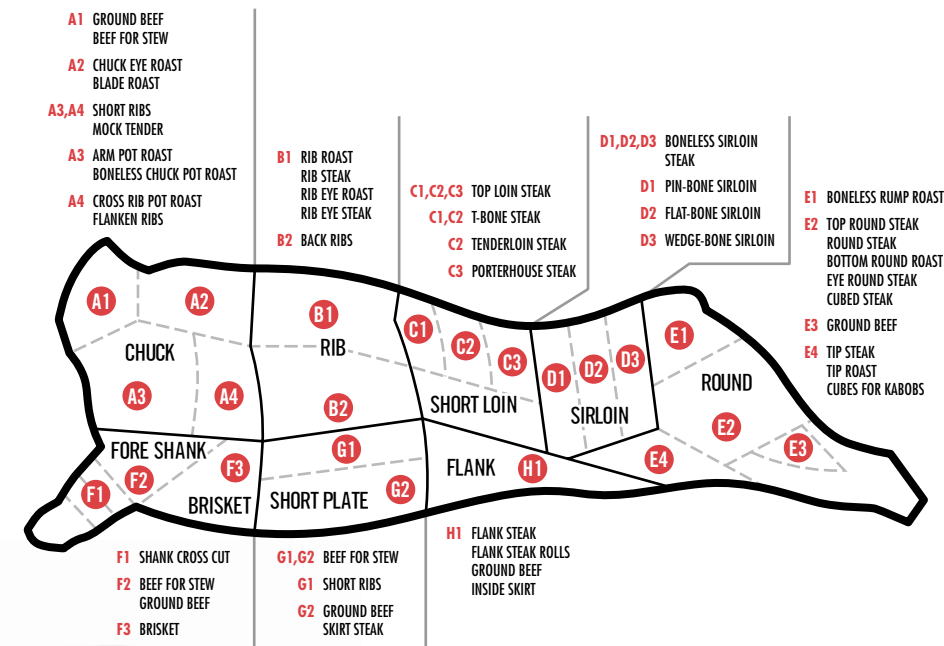 A1 GROUND BEEF
BEEF FOR STEW
A2 CHUCK EYE ROAST
BLADE ROAST
A3,A4 SHORT RIBS
MOCK TENDER
A3 ARM POT ROAST
BONELESS CHUCK POT ROAST
A4 CROSS RIB POT ROAST
FLANKEN RIBS
B1 RIB ROAST
RIB STEAK
RIB EYE ROAST
RIB EYE STEAK
B2 BACK RIBS
C1,C2,C3 TOP LOIN STEAK
C1,C2 T-BONE STEAK
C2 TENDERLOIN STEAK
C3 PORTERHOUSE STEAK
D1,D2,D3 BONELESS SIRLOIN
STEAK
D1 PIN-BONE SIRLOIN
D2 FLAT-BONE SIRLOIN
D3 WEDGE-BONE SIRLOIN
E1 BONELESS RUMP ROAST
E2 TOP ROUND STEAK
ROUND STEAK
BOTTOM ROUND ROAST
EYE ROUND STEAK
CUBED STEAK
E3 GROUND BEEF
E4 TIP STEAK
TIP ROAST
CUBES FOR KABOBS
A1
A2
CHUCK
A3
A4
B1
RIB
B2
C1
C2
C3
SHORT LOIN
D1
D2
D3
SIRLOIN
E1
ROUND
E2
E3
E4
FORE SHANK
F1
F2
F3
BRISKET
G1
SHORT PLATE
G2
FLANK
H1
F1 SHANK CROSS CUT
F2 BEEF FOR STEW
GROUND BEEF
F3 BRISKET
G1,G2 BEEF FOR STEW
G1 SHORT RIBS
G2 GROUND BEEF
SKIRT STEAK
H1 FLANK STEAK
FLANK STEAK ROLLS
GROUND BEEF
INSIDE SKIRT